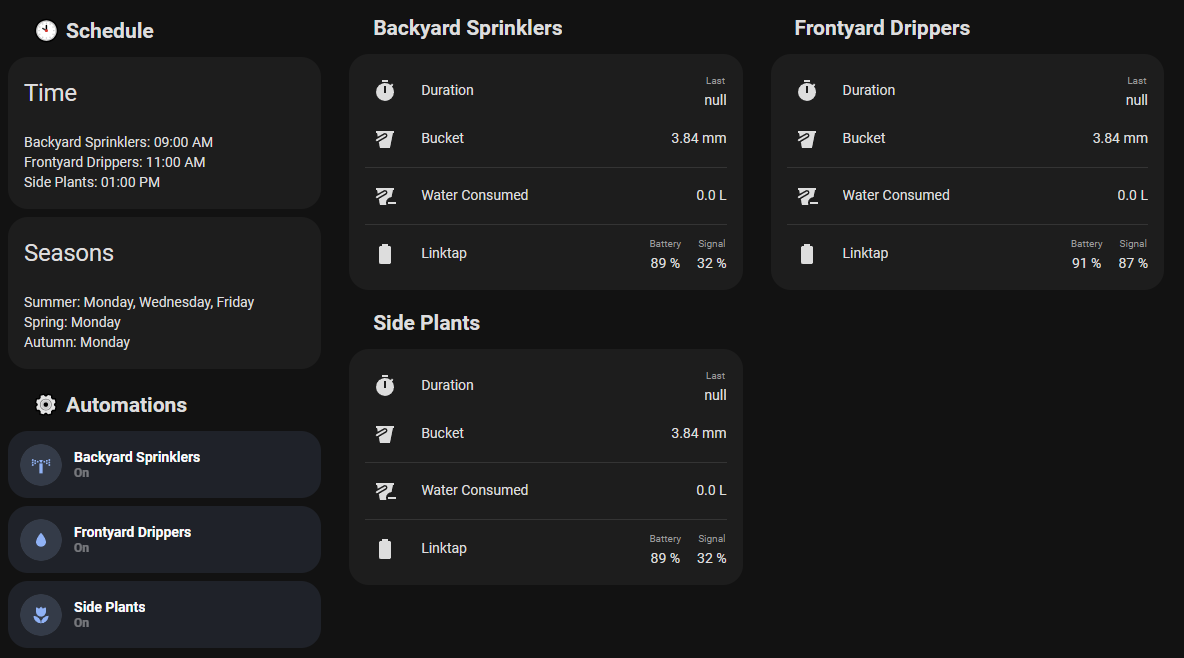 Schedule
Time
Backyard Sprinklers: 09:00 AM
Frontyard Drippers: 11:00 AM
Side Plants: 01:00 PM
Seasons
Summer: Monday, Wednesday, Friday
Spring: Monday
Autumn: Monday
Automations
Backyard Sprinklers
On
Frontyard Drippers
On
Side Plants
On
Backyard Sprinklers
Last
Duration null
Bucket 3.84 mm
Water Consumed 0.0 L
Battery Signal
Linktap 89 % 32 %
Side Plants
Last
Duration null
Bucket 3.84 mm
Water Consumed 0.0 L
Battery Signal
Linktap 89 % 32 %
Frontyard Drippers
Last
Duration null
Bucket 3.84 mm
Water Consumed 0.0 L
Battery Signal
Linktap 91 % 87 %